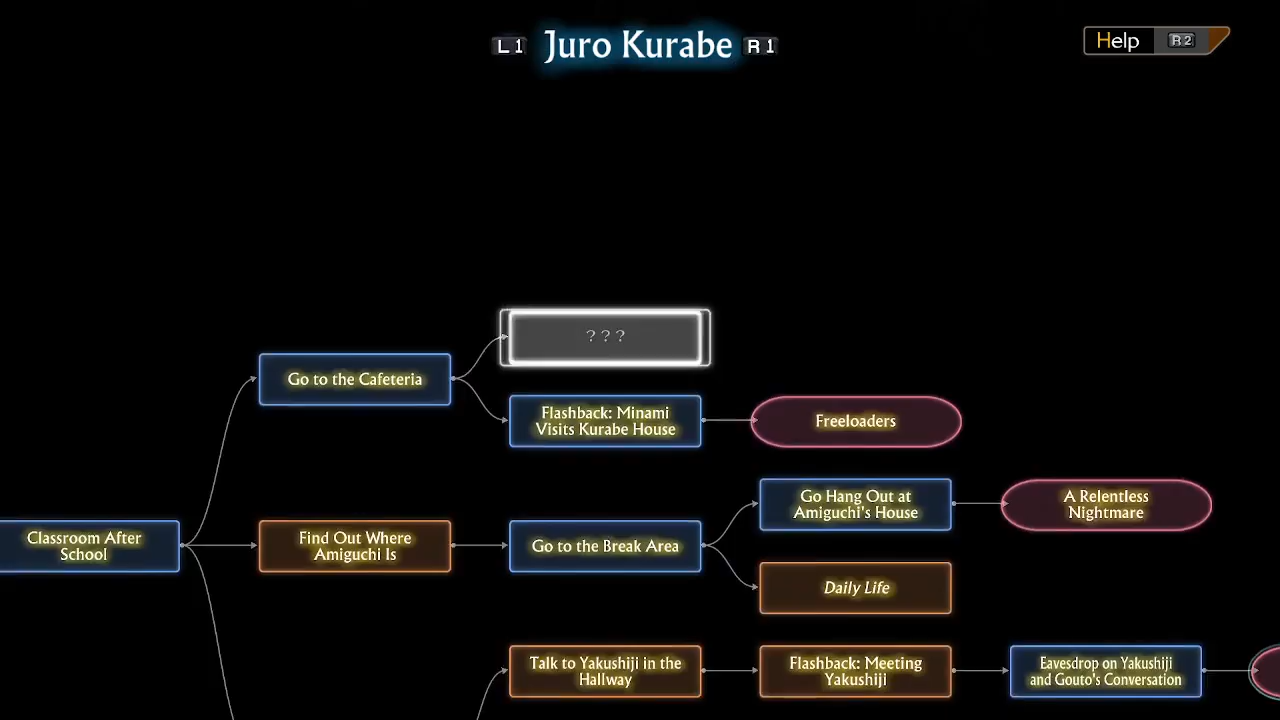 L1 Juro Kurabe R1
Help R2
???
Go to the Cafeteria
Flashback: Minami
Visits Kurabe House
Freeloaders
Go Hang Out at
Amiguchi's House
A Relentless
Nightmare
Classroom After
School
Find Out Where
Amiguchi Is
Go to the Break Area
Daily Life
Talk to Yakushiji in the
Hallway
Flashback: Meeting
Yakushiji
Eavesdrop on Yakushiji
and Gouto's Conversation